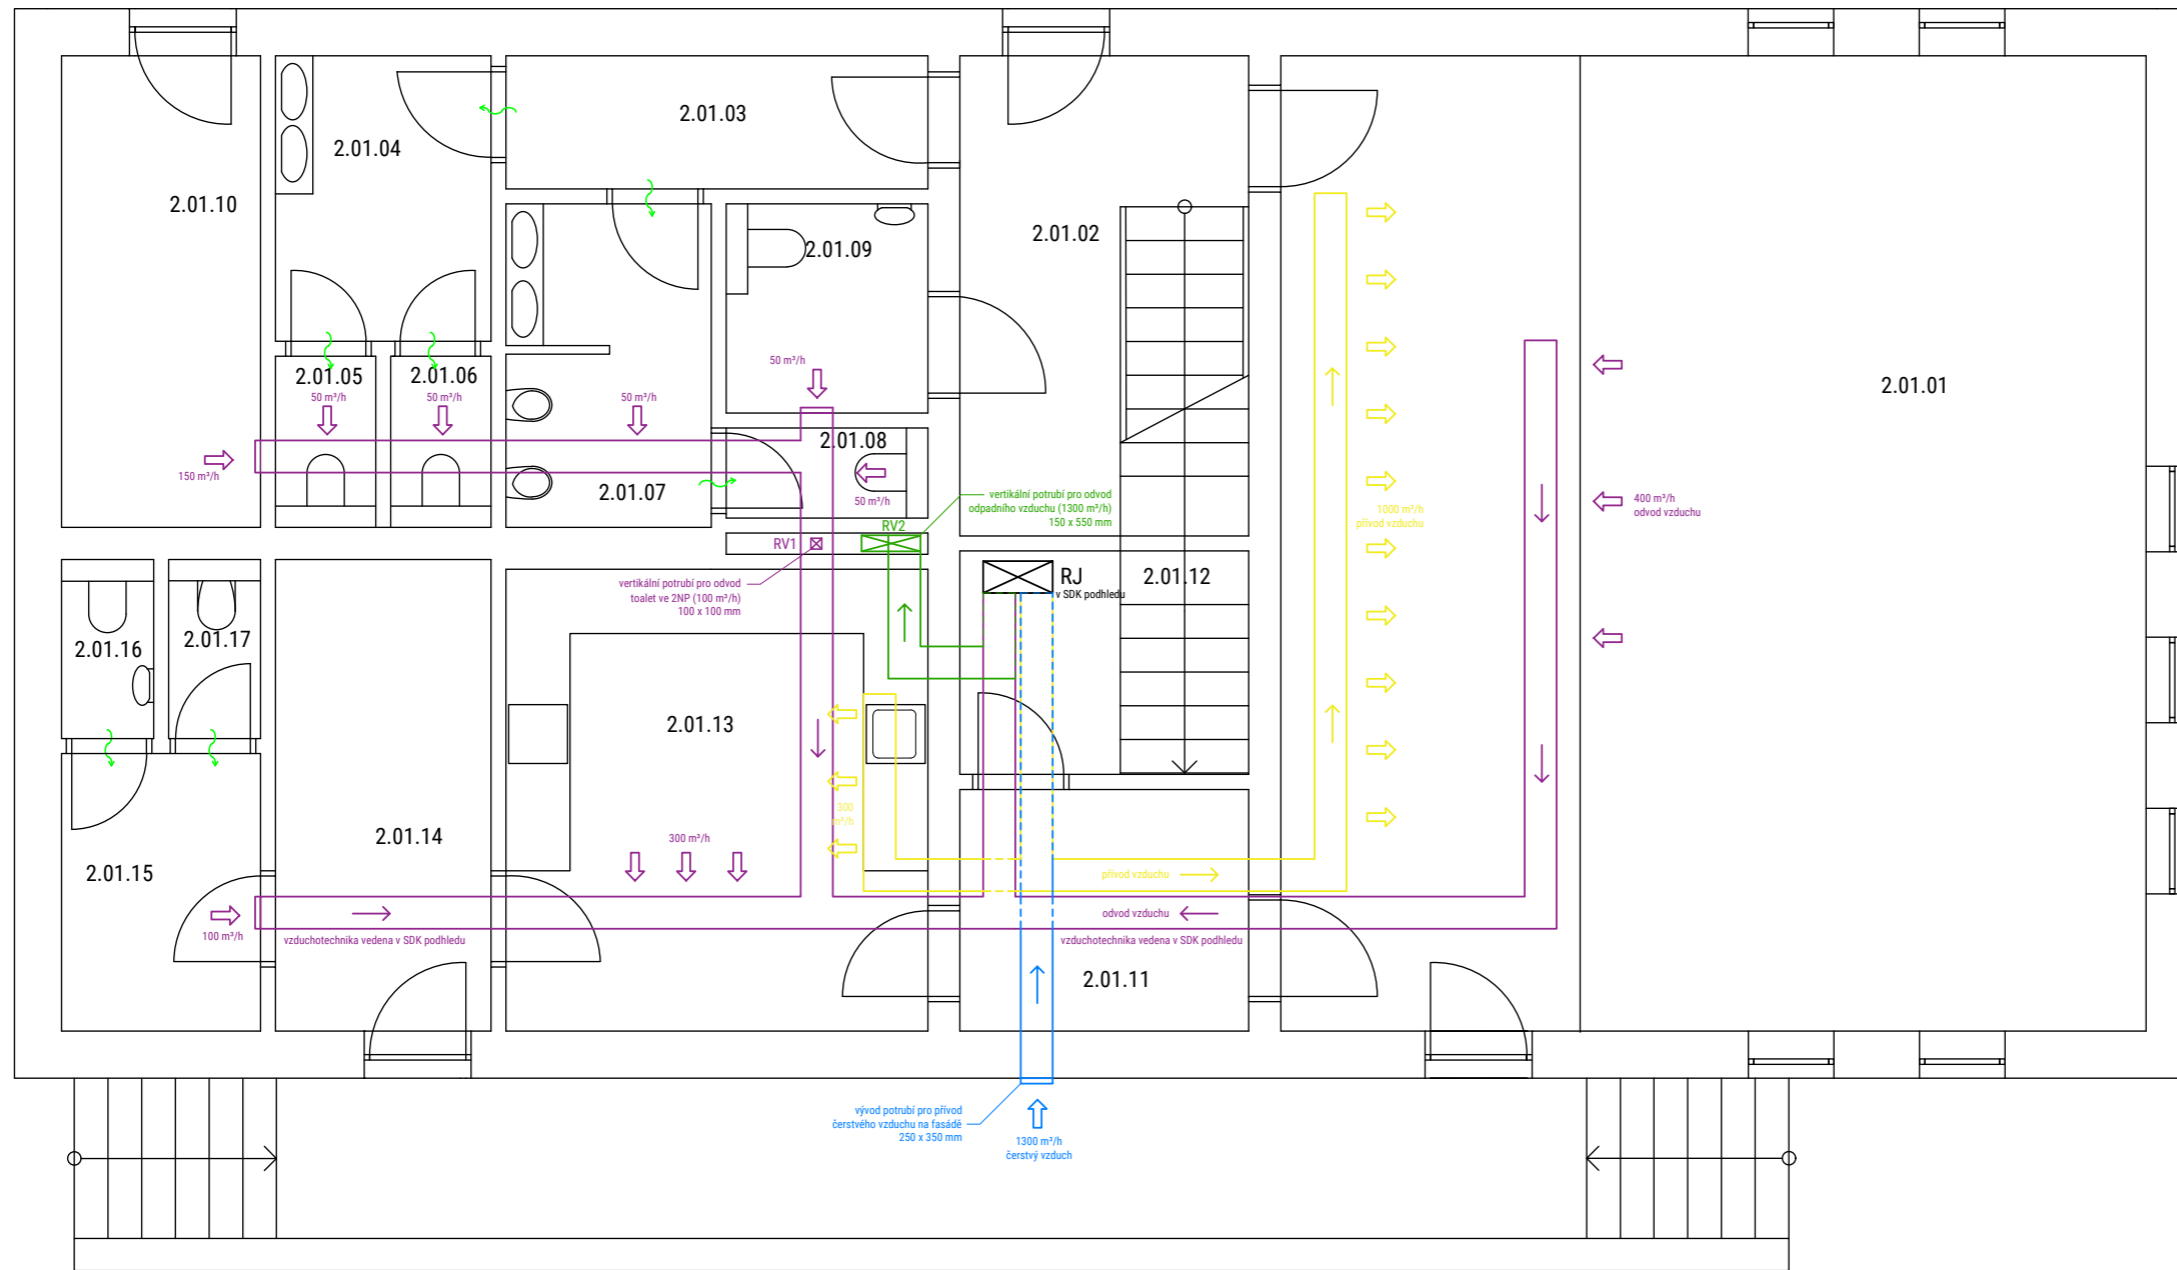 2.01.03
2.01.04
2.01.10
2.01.02
2.01.09
50 m³/h
2.01.05
50 m³/h
2.01.06
50 m³/h
50 m³/h
2.01.01
2.01.08
150 m³/h
2.01.07
50 m³/h
vertikální potrubí pro odvod
odpadního vzduchu (1300 m³/h)
150 x 550 mm
1000 m³/h
přívod vzduchu
400 m³/h
odvod vzduchu
RV2
RV1
RJ
v SDK podhledu
2.01.12
vertikální potrubí pro odvod
toalet ve 2NP (100 m³/h)
100 x 100 mm
2.01.16
2.01.17
2.01.13
300
m³/h
2.01.14
300 m³/h
2.01.15
přívod vzduchu
odvod vzduchu
100 m³/h
vzduchotechnika vedena v SDK podhledu
vzduchotechnika vedena v SDK podhledu
2.01.11
vývod potrubí pro přívod
čerstvého vzduchu na fasádě
250 x 350 mm
1300 m³/h
čerstvý vzduch